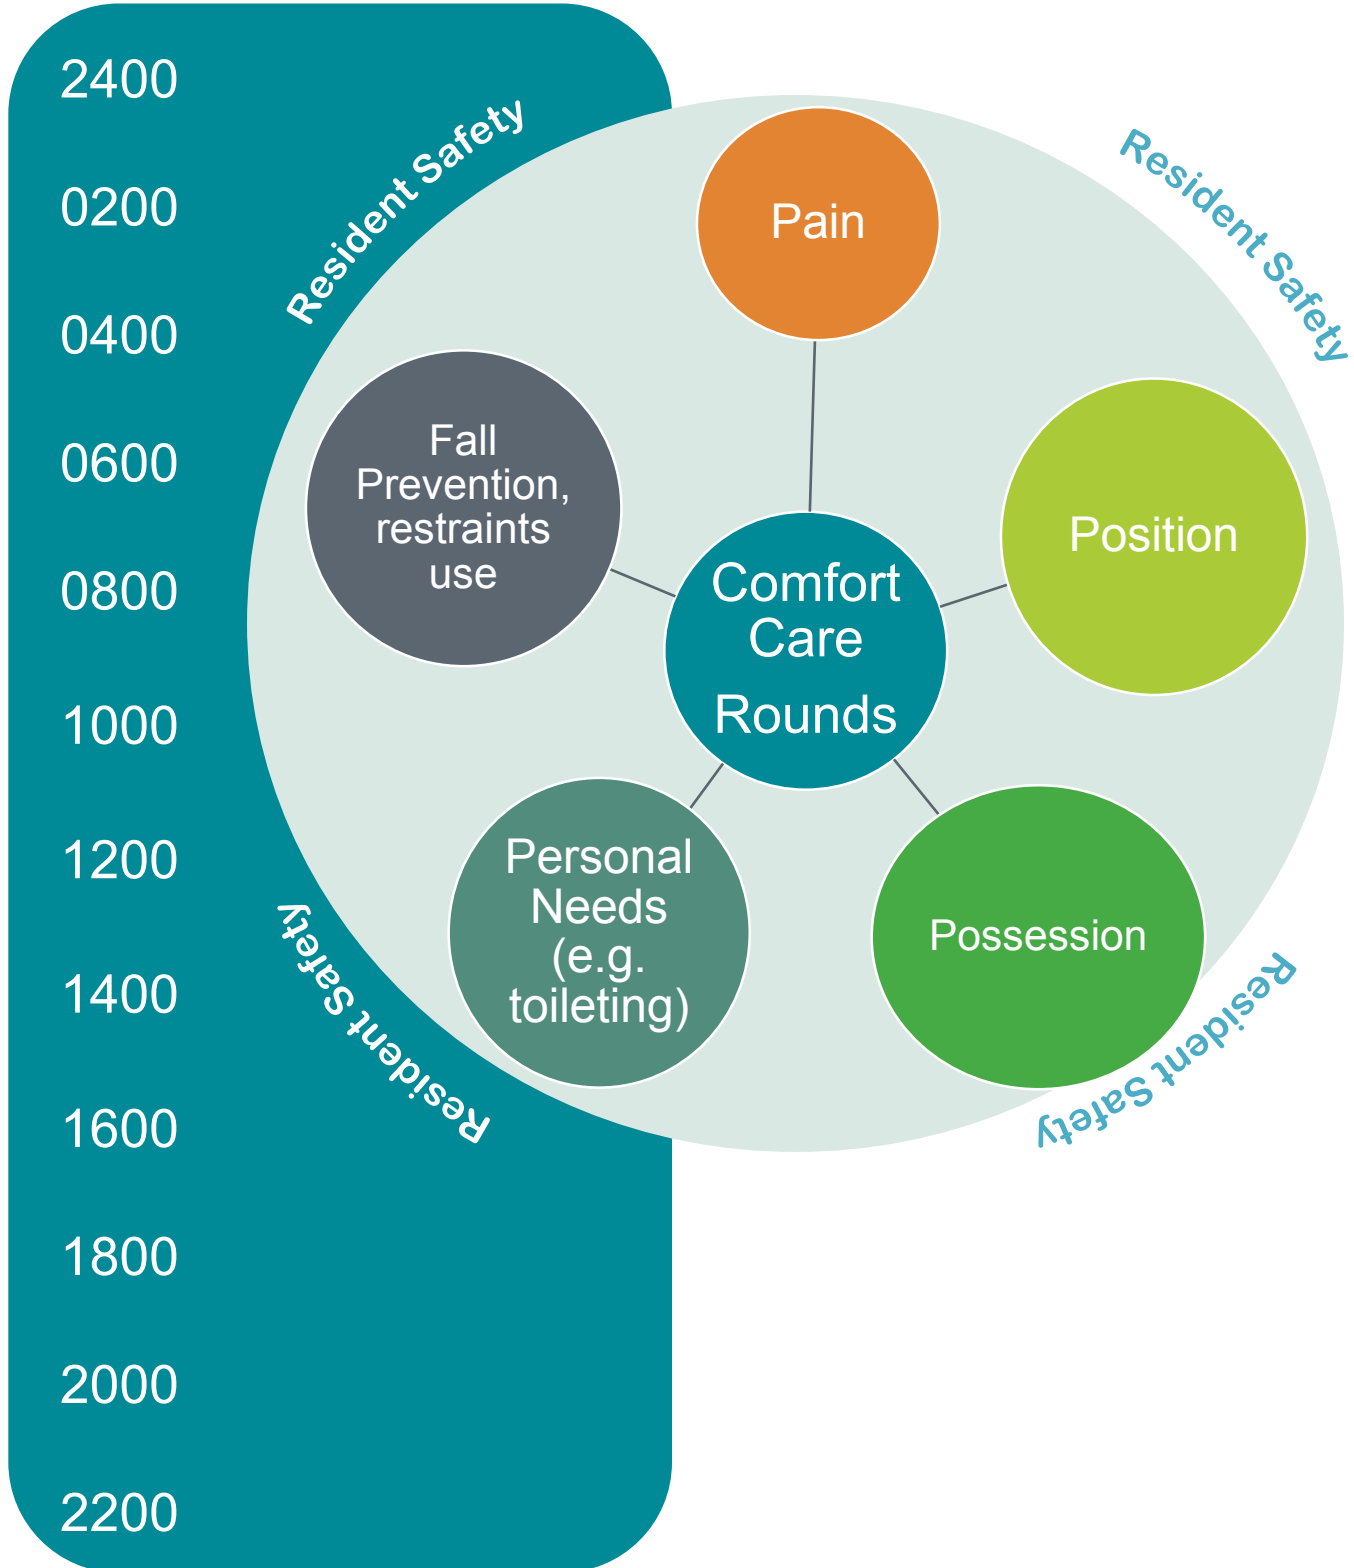 2400
0200
0400
0600
0800
1000
1200
1400
1600
1800
2000
2200
Resident Safety
Resident Safety
Pain
Fall
Prevention,
restraints
use
Position
Comfort
Care
Rounds
Personal
Needs
(e.g.
toileting)
Possession
Resident Safety
Resident Safety